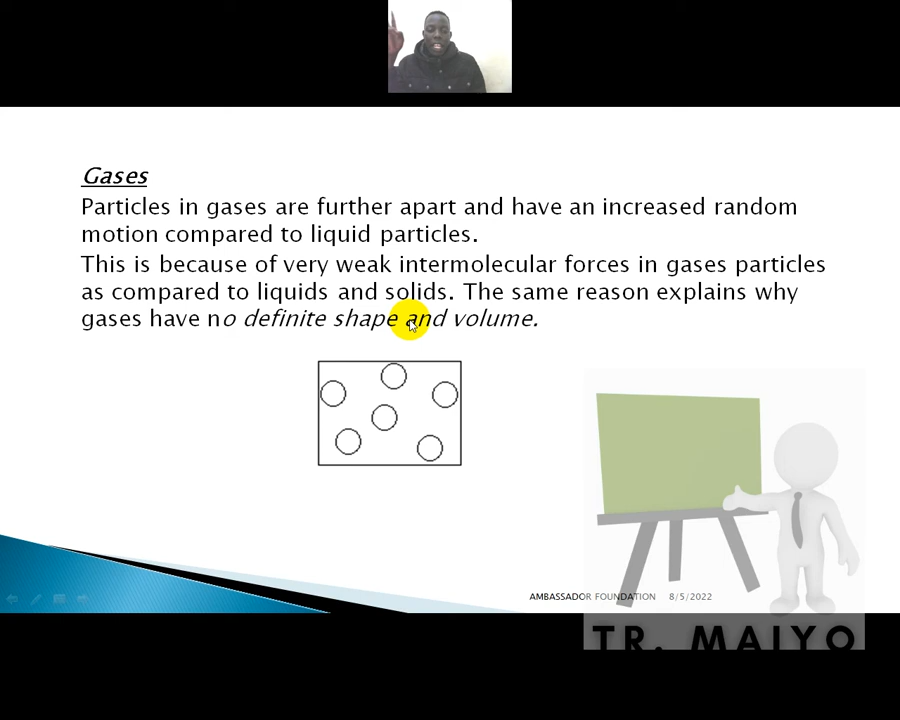 Gases
Particles in gases are further apart and have an increased random
motion compared to liquid particles.
This is because of very weak intermolecular forces in gases particles
as compared to liquids and solids. The same reason explains why
gases have no definite shape and volume.
AMBASSADOR FOUNDATION 8/5/2022
TR. MAIYO